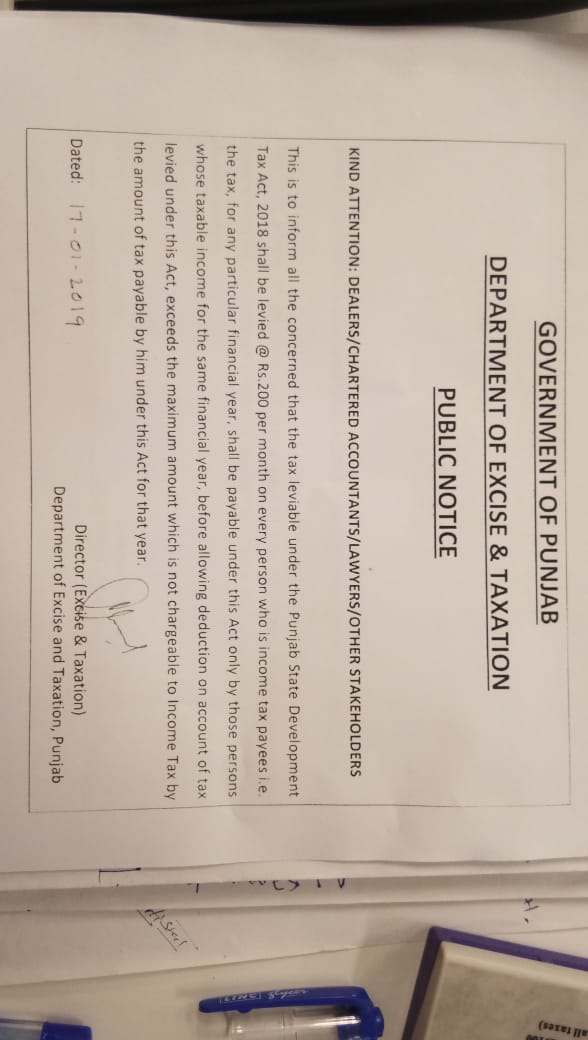 GOVERNMENT OF PUNJAB
DEPARTMENT OF EXCISE & TAXATION
PUBLIC NOTICE
KIND ATTENTION: DEALERS/CHARTERED ACCOUNTANTS/LAWYERS/OTHER STAKEHOLDERS
This is to inform all the concerned that the tax leviable under the Punjab State Development
Tax Act, 2018 shall be levied @ Rs.200 per month on every person who is income tax payees i.e.
the tax, for any particular financial year, shall be payable under this Act only by those persons
whose taxable income for the same financial year, before allowing deduction on account of tax
levied under this Act, exceeds the maximum amount which is not chargeable to Income Tax by
the amount of tax payable by him under this Act for that year.
Dated: 17-01-2019
Director (Excise & Taxation)
Department of Excise and Taxation, Punjab
LINC glycer
all taxes)